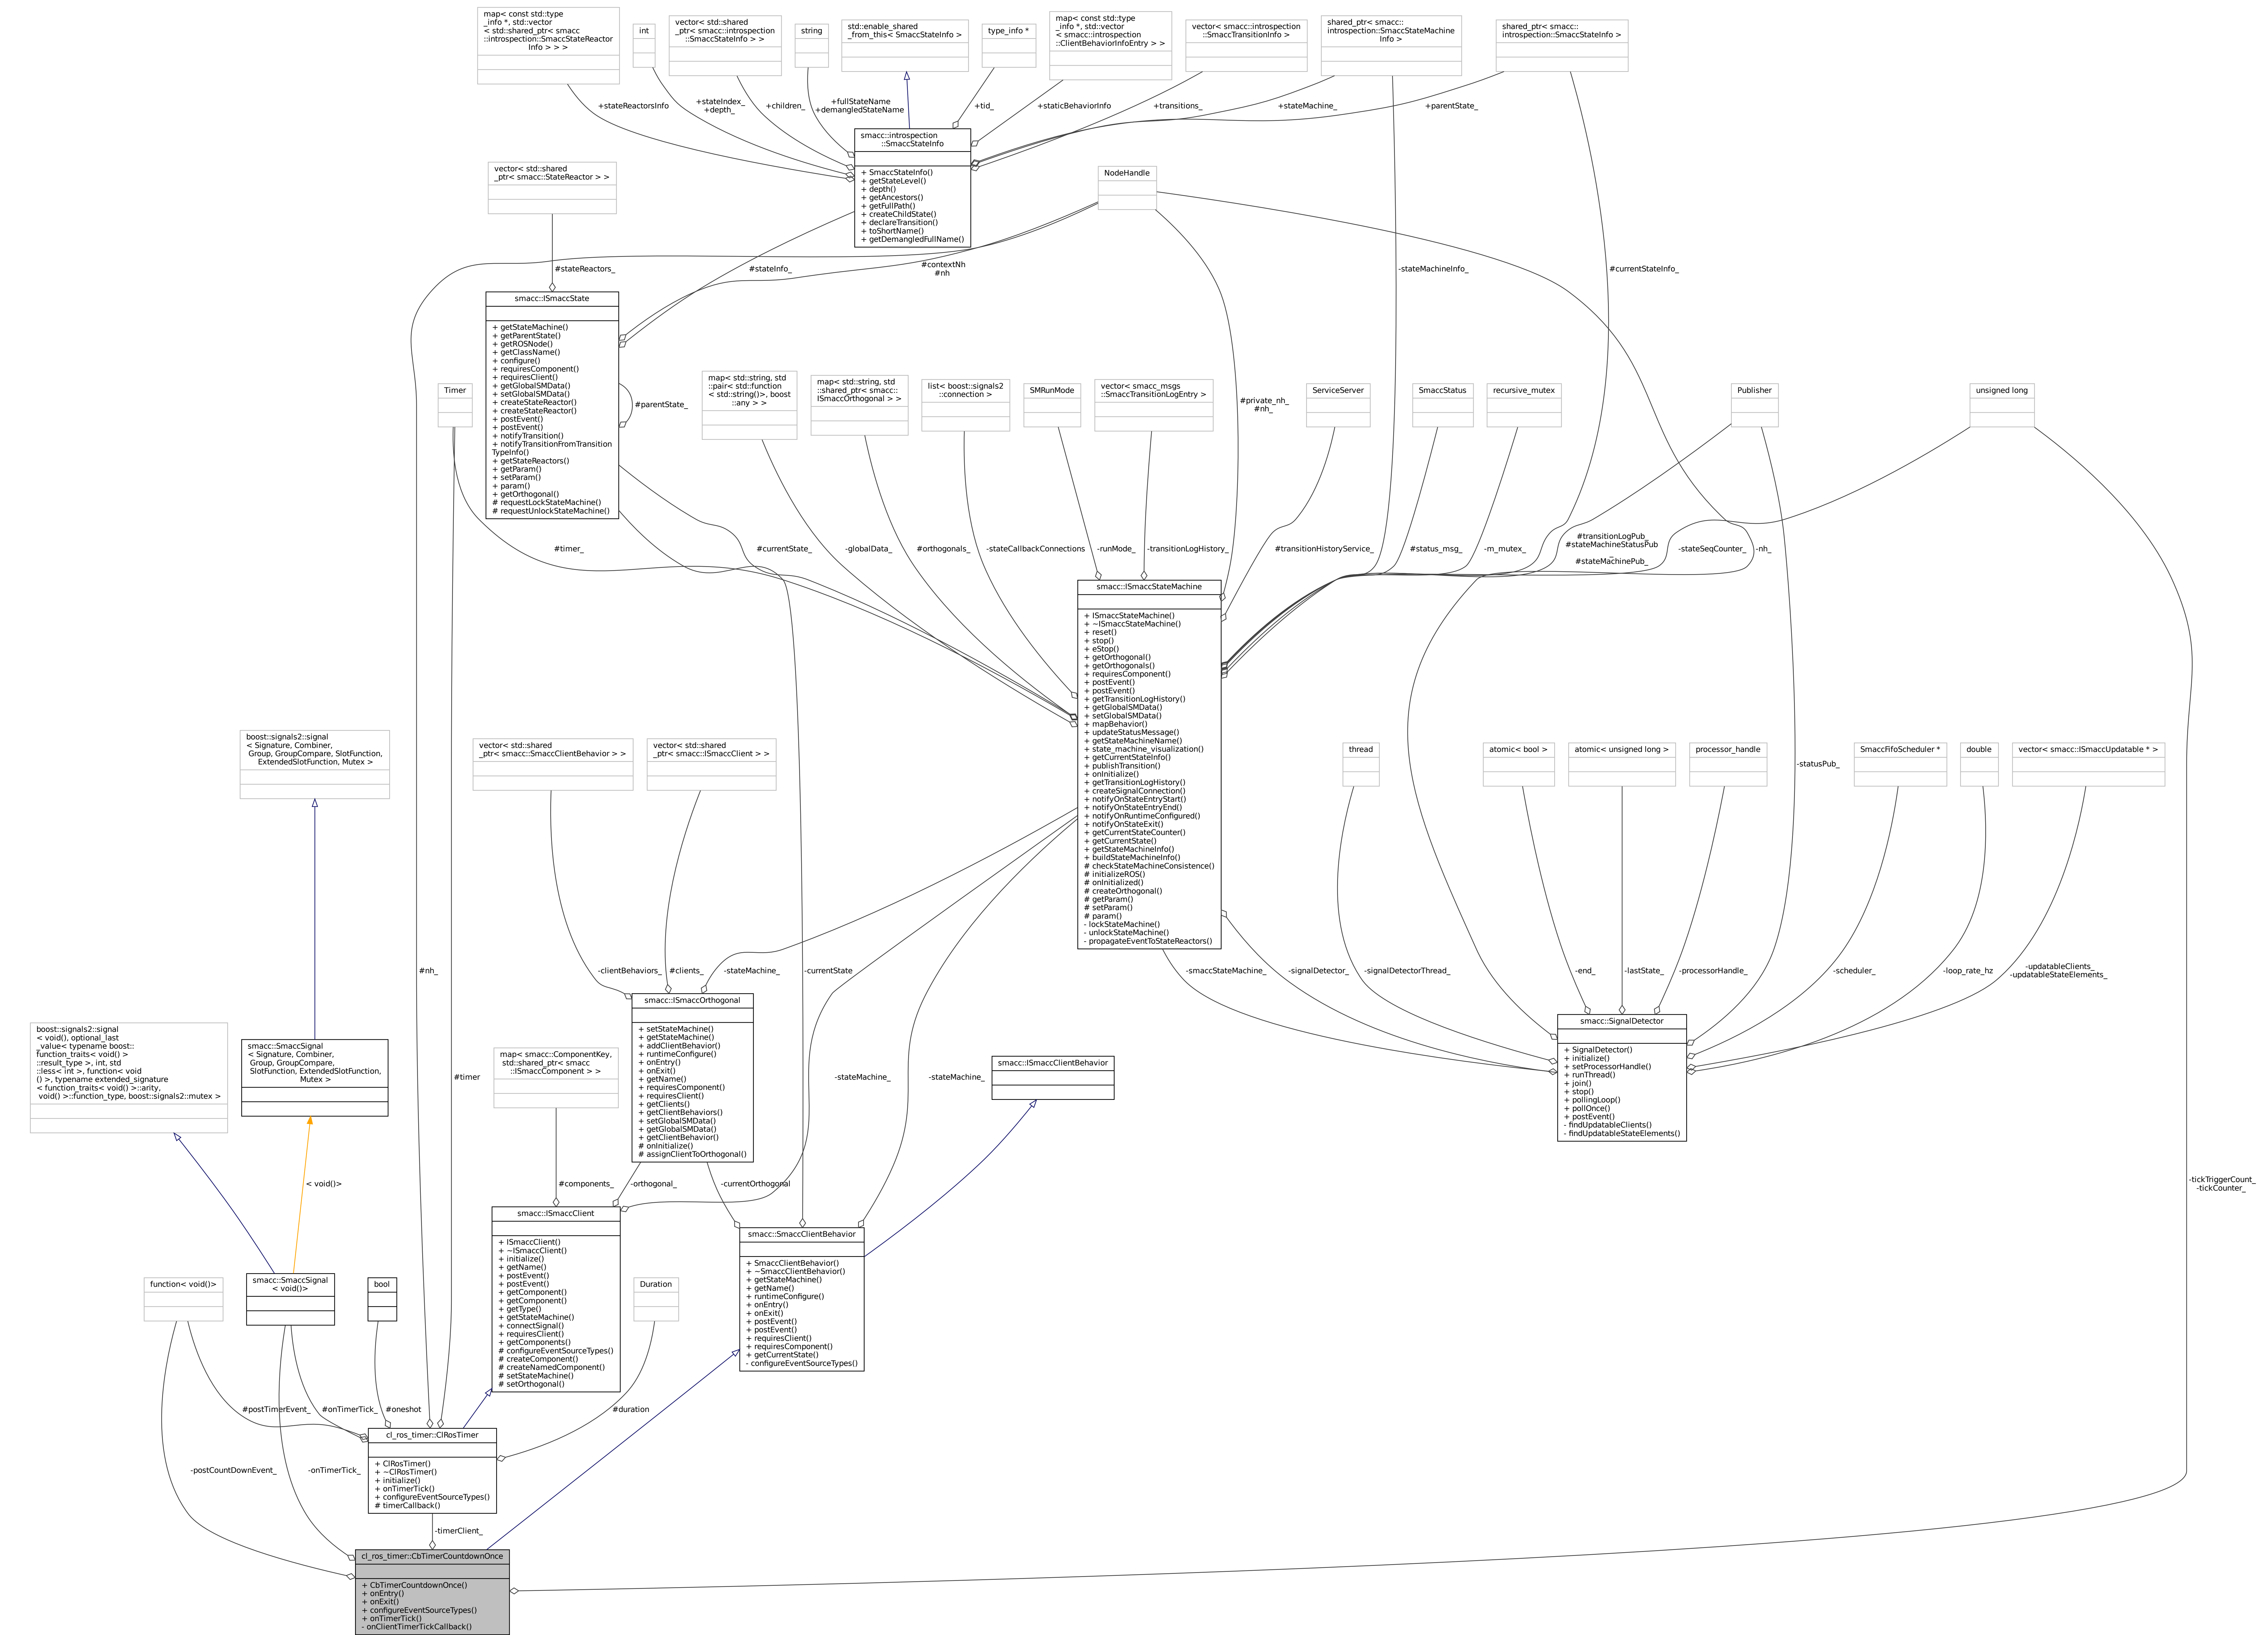 map< const std::type
_info *, std::vector
< std::shared_ptr< smacc
::introspection::SmaccStateReactor
Info > > >
int
vector< std::shared
_ptr< smacc::introspection
::SmaccStateInfo > >
string
std::enable_shared
_from_this< SmaccStateInfo >
type_info *
map< const std::type
_info *, std::vector
< smacc::introspection
::ClientBehaviorInfoEntry > >
vector< smacc::introspection
::SmaccTransitionInfo >
shared_ptr< smacc::
introspection::SmaccStateMachine
Info >
shared_ptr< smacc::
introspection::SmaccStateInfo >
+stateReactorsInfo
+stateIndex_
+depth_
+children_
+fullStateName
+demangledStateName
+tid_
+staticBehaviorInfo
+transitions_
+stateMachine_
+parentState_
smacc::introspection
::SmaccStateInfo
+ SmaccStateInfo()
+ getStateLevel()
+ depth()
+ getAncestors()
+ getFullPath()
+ createChildState()
+ declareTransition()
+ toShortName()
+ getDemangledFullName()
vector< std::shared
_ptr< smacc::StateReactor > >
NodeHandle
#stateReactors_
#stateInfo_
#contextNh
#nh
-stateMachineInfo_
#currentStateInfo_
smacc::ISmaccState
+ getStateMachine()
+ getParentState()
+ getROSNode()
+ getClassName()
+ configure()
+ requiresComponent()
+ requiresClient()
+ getGlobalSMData()
+ setGlobalSMData()
+ createStateReactor()
+ createStateReactor()
+ postEvent()
+ postEvent()
+ notifyTransition()
+ notifyTransitionFromTransition
TypeInfo()
+ getStateReactors()
+ getParam()
+ setParam()
+ param()
+ getOrthogonal()
# requestLockStateMachine()
# requestUnlockStateMachine()
#parentState_
Timer
map< std::string, std
::pair< std::function
< std::string()>, boost
::any > >
map< std::string, std
::shared_ptr< smacc::
ISmaccOrthogonal > >
list< boost::signals2
::connection >
SMRunMode
vector< smacc_msgs
::SmaccTransitionLogEntry >
#private_nh_
#nh_
ServiceServer
SmaccStatus
recursive_mutex
Publisher
unsigned long
#timer_
#currentState_
-globalData_
#orthogonals_
-stateCallbackConnections
-runMode_
-transitionLogHistory_
#transitionHistoryService_
#status_msg_
-m_mutex_
#transitionLogPub_
#stateMachineStatusPub
_
#stateMachinePub_
-stateSeqCounter_
-nh_
smacc::ISmaccStateMachine
+ ISmaccStateMachine()
+ ~ISmaccStateMachine()
+ reset()
+ stop()
+ eStop()
+ getOrthogonal()
+ getOrthogonals()
+ requiresComponent()
+ postEvent()
+ postEvent()
+ getTransitionLogHistory()
+ getGlobalSMData()
+ setGlobalSMData()
+ mapBehavior()
+ updateStatusMessage()
+ getStateMachineName()
+ state_machine_visualization()
+ getCurrentStateInfo()
+ publishTransition()
+ onInitialize()
+ getTransitionLogHistory()
+ createSignalConnection()
+ notifyOnStateEntryStart()
+ notifyOnStateEntryEnd()
+ notifyOnRuntimeConfigured()
+ notifyOnStateExit()
+ getCurrentStateCounter()
+ getCurrentState()
+ getStateMachineInfo()
+ buildStateMachineInfo()
# checkStateMachineConsistence()
# initializeROS()
# onInitialized()
# createOrthogonal()
# getParam()
# setParam()
# param()
- lockStateMachine()
- unlockStateMachine()
- propagateEventToStateReactors()
boost::signals2::signal
< Signature, Combiner,
Group, GroupCompare, SlotFunction,
ExtendedSlotFunction, Mutex >
vector< std::shared
_ptr< smacc::SmaccClientBehavior > >
vector< std::shared
_ptr< smacc::ISmaccClient > >
thread
atomic< bool >
atomic< unsigned long >
processor_handle
SmaccFifoScheduler *
double
vector< smacc::ISmaccUpdatable * >
-statusPub_
#nh_
-clientBehaviors_
#clients_
-stateMachine_
-currentState
-smaccStateMachine_
-signalDetector_
-signalDetectorThread_
-end_
-lastState_
-processorHandle_
-scheduler_
-loop_rate_hz
-updatableClients_
-updatableStateElements_
smacc::ISmaccOrthogonal
+ setStateMachine()
+ getStateMachine()
+ addClientBehavior()
+ runtimeConfigure()
+ onEntry()
+ onExit()
+ getName()
+ requiresComponent()
+ requiresClient()
+ getClients()
+ getClientBehaviors()
+ setGlobalSMData()
+ getGlobalSMData()
+ getClientBehavior()
# onInitialize()
# assignClientToOrthogonal()
smacc::SignalDetector
+ SignalDetector()
+ initialize()
+ setProcessorHandle()
+ runThread()
+ join()
+ stop()
+ pollingLoop()
+ pollOnce()
+ postEvent()
- findUpdatableClients()
- findUpdatableStateElements()
boost::signals2::signal
< void(), optional_last
_value< typename boost::
function_traits< void() >
::result_type >, int, std
::less< int >, function< void
() >, typename extended_signature
< function_traits< void() >::arity,
void() >::function_type, boost::signals2::mutex >
smacc::SmaccSignal
< Signature, Combiner,
Group, GroupCompare,
SlotFunction, ExtendedSlotFunction,
Mutex >
map< smacc::ComponentKey,
std::shared_ptr< smacc
::ISmaccComponent > >
smacc::ISmaccClientBehavior
#timer
-stateMachine_
-stateMachine_
< void()>
#components_
-orthogonal_
-currentOrthogonal
-tickTriggerCount_
-tickCounter_
smacc::ISmaccClient
+ ISmaccClient()
+ ~ISmaccClient()
+ initialize()
+ getName()
+ postEvent()
+ postEvent()
+ getComponent()
+ getComponent()
+ getType()
+ getStateMachine()
+ connectSignal()
+ requiresClient()
+ getComponents()
# configureEventSourceTypes()
# createComponent()
# createNamedComponent()
# setStateMachine()
# setOrthogonal()
smacc::SmaccClientBehavior
+ SmaccClientBehavior()
+ ~SmaccClientBehavior()
+ getStateMachine()
+ getName()
+ runtimeConfigure()
+ onEntry()
+ onExit()
+ postEvent()
+ postEvent()
+ requiresClient()
+ requiresComponent()
+ getCurrentState()
- configureEventSourceTypes()
function< void()>
smacc::SmaccSignal
< void()>
bool
Duration
#postTimerEvent_
#onTimerTick_
#oneshot
#duration
cl_ros_timer::ClRosTimer
+ ClRosTimer()
+ ~ClRosTimer()
+ initialize()
+ onTimerTick()
+ configureEventSourceTypes()
# timerCallback()
-postCountDownEvent_
-onTimerTick_
-timerClient_
cl_ros_timer::CbTimerCountdownOnce
+ CbTimerCountdownOnce()
+ onEntry()
+ onExit()
+ configureEventSourceTypes()
+ onTimerTick()
- onClientTimerTickCallback()